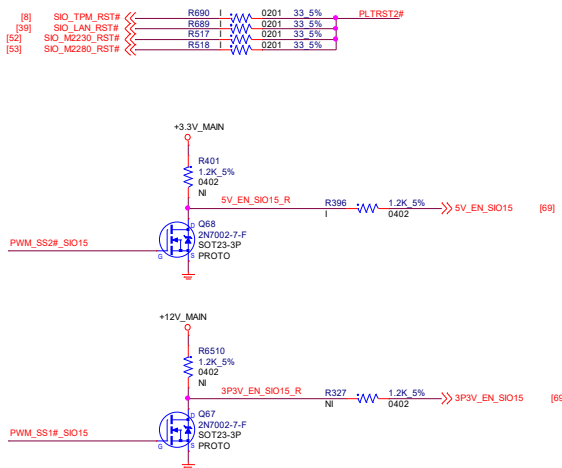 [8] SIO_TPM_RST# R690 I 0201 33_5% PLTRST2#
[39] SIO_LAN_RST# R689 I 0201 33_5%
[52] SIO_M2230_RST# R517 I 0201 33_5%
[53] SIO_M2280_RST# R518 I 0201 33_5%
+3.3V_MAIN
R401
1.2K_5%
0402
NI
5V_EN_SIO15_R R396 1.2K_5% 5V_EN_SIO15 [69]
I 0402
D Q68
2N7002-7-F
SOT23-3P
PWM_SS2#_SIO15 G S PROTO
+12V_MAIN
R6510
1.2K_5%
0402
NI
3P3V_EN_SIO15_R R327 1.2K_5% 3P3V_EN_SIO15 [69
NI 0402
D Q67
2N7002-7-F
SOT23-3P
PWM_SS1#_SIO15 G S PROTO